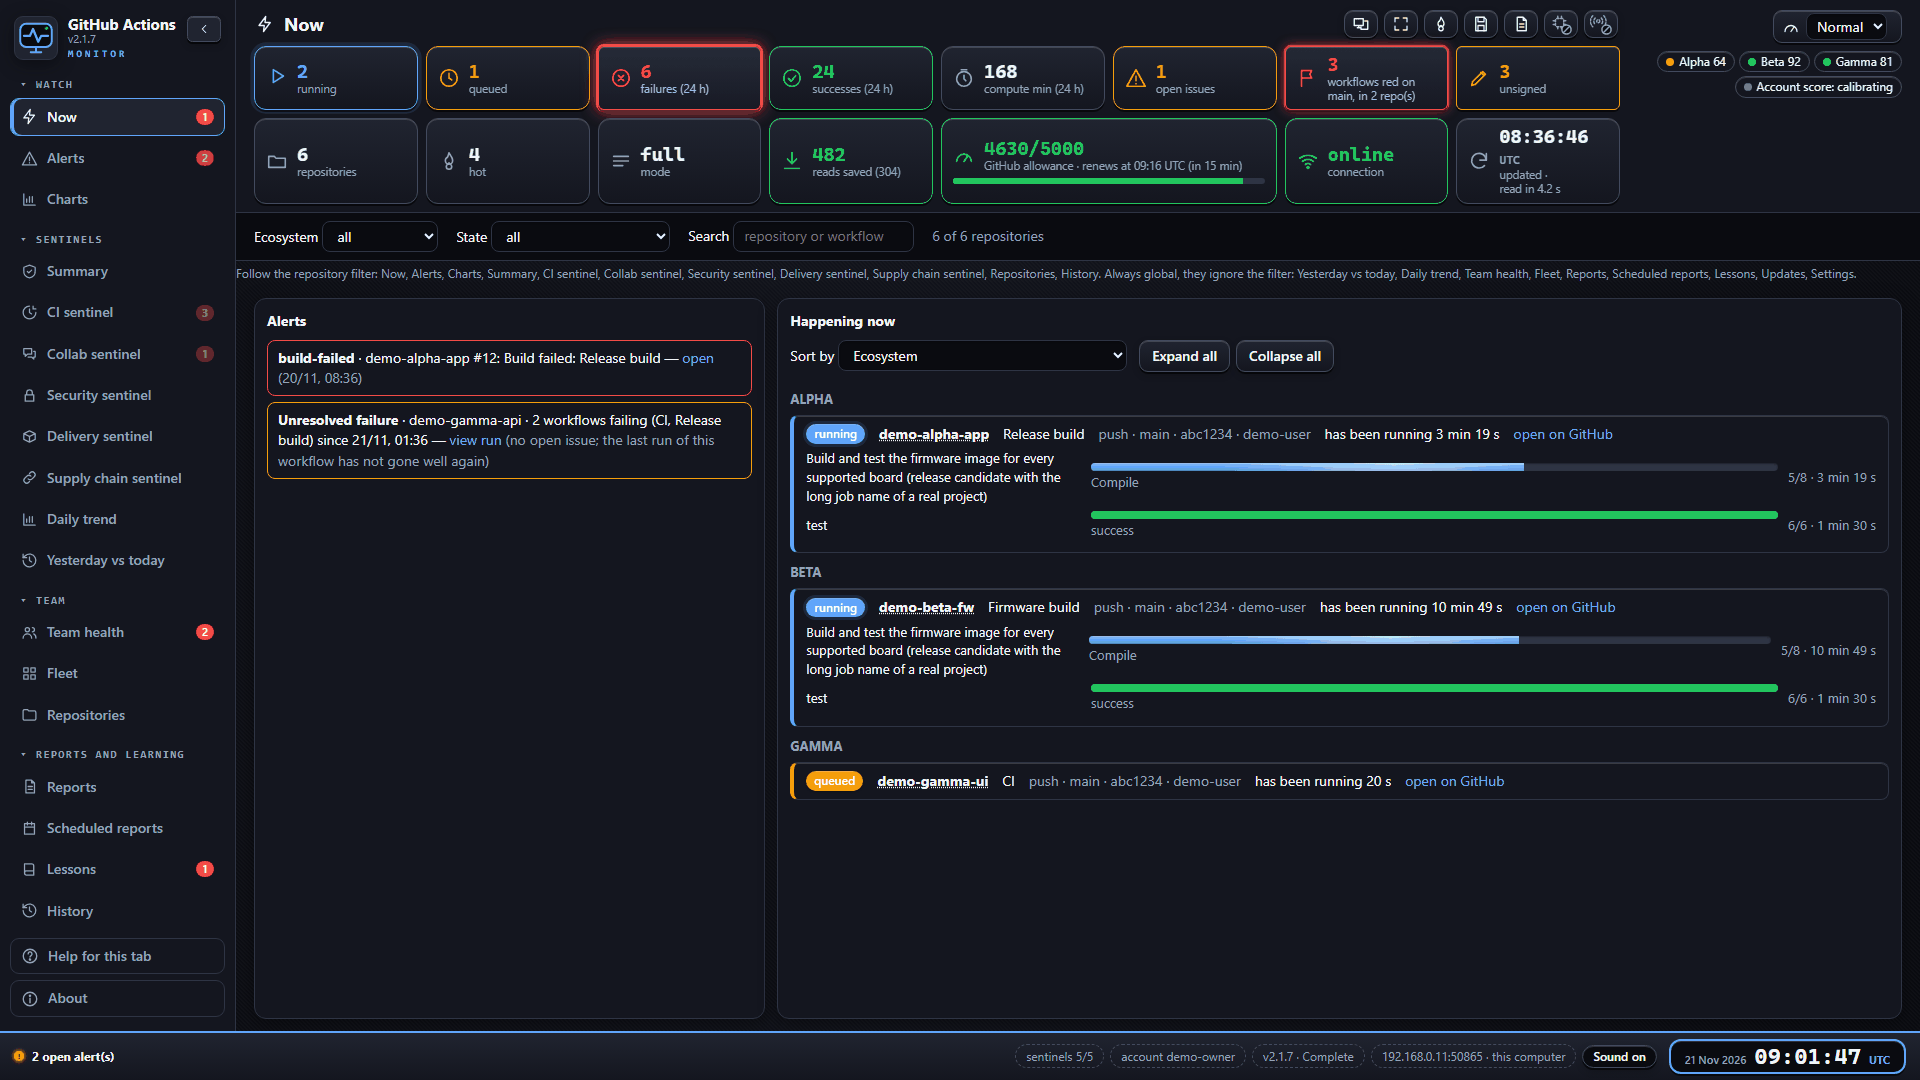 GitHub Actions
v2.1.7
MONITOR
WATCH
Now 1
Alerts 2
Charts
SENTINELS
Summary
CI sentinel 3
Collab sentinel 1
Security sentinel
Delivery sentinel
Supply chain sentinel
Daily trend
Yesterday vs today
TEAM
Team health 2
Fleet
Repositories
REPORTS AND LEARNING
Reports
Scheduled reports
Lessons 1
History
Help for this tab
About
Now
Normal
2
running
1
queued
6
failures (24 h)
24
successes (24 h)
168
compute min (24 h)
1
open issues
3
workflows red on
main, in 2 repo(s)
3
unsigned
Alpha 64
Beta 92
Gamma 81
Account score: calibrating
6
repositories
4
hot
full
mode
482
reads saved (304)
4630/5000
GitHub allowance · renews at 09:16 UTC (in 15 min)
online
connection
08:36:46
UTC
updated ·
read in 4.2 s
Ecosystem all State all Search repository or workflow 6 of 6 repositories
Follow the repository filter: Now, Alerts, Charts, Summary, CI sentinel, Collab sentinel, Security sentinel, Delivery sentinel, Supply chain sentinel, Repositories, History. Always global, they ignore the filter: Yesterday vs today, Daily trend, Team health, Fleet, Reports, Scheduled reports, Lessons, Updates, Settings.
Alerts
build-failed · demo-alpha-app #12: Build failed: Release build — open
(20/11, 08:36)
Unresolved failure · demo-gamma-api · 2 workflows failing (CI, Release
build) since 21/11, 01:36 — view run (no open issue; the last run of this
workflow has not gone well again)
Happening now
Sort by Ecosystem Expand all Collapse all
ALPHA
running demo-alpha-app Release build push · main · abc1234 · demo-user has been running 3 min 19 s open on GitHub
Build and test the firmware image for every
supported board (release candidate with the
long job name of a real project)
Compile
5/8 · 3 min 19 s
test
success
6/6 · 1 min 30 s
BETA
running demo-beta-fw Firmware build push · main · abc1234 · demo-user has been running 10 min 49 s open on GitHub
Build and test the firmware image for every
supported board (release candidate with the
long job name of a real project)
Compile
5/8 · 10 min 49 s
test
success
6/6 · 1 min 30 s
GAMMA
queued demo-gamma-ui CI push · main · abc1234 · demo-user has been running 20 s open on GitHub
2 open alert(s)
sentinels 5/5
account demo-owner
v2.1.7 · Complete
192.168.0.11:50865 · this computer
Sound on
21 Nov 2026 09:01:47 UTC